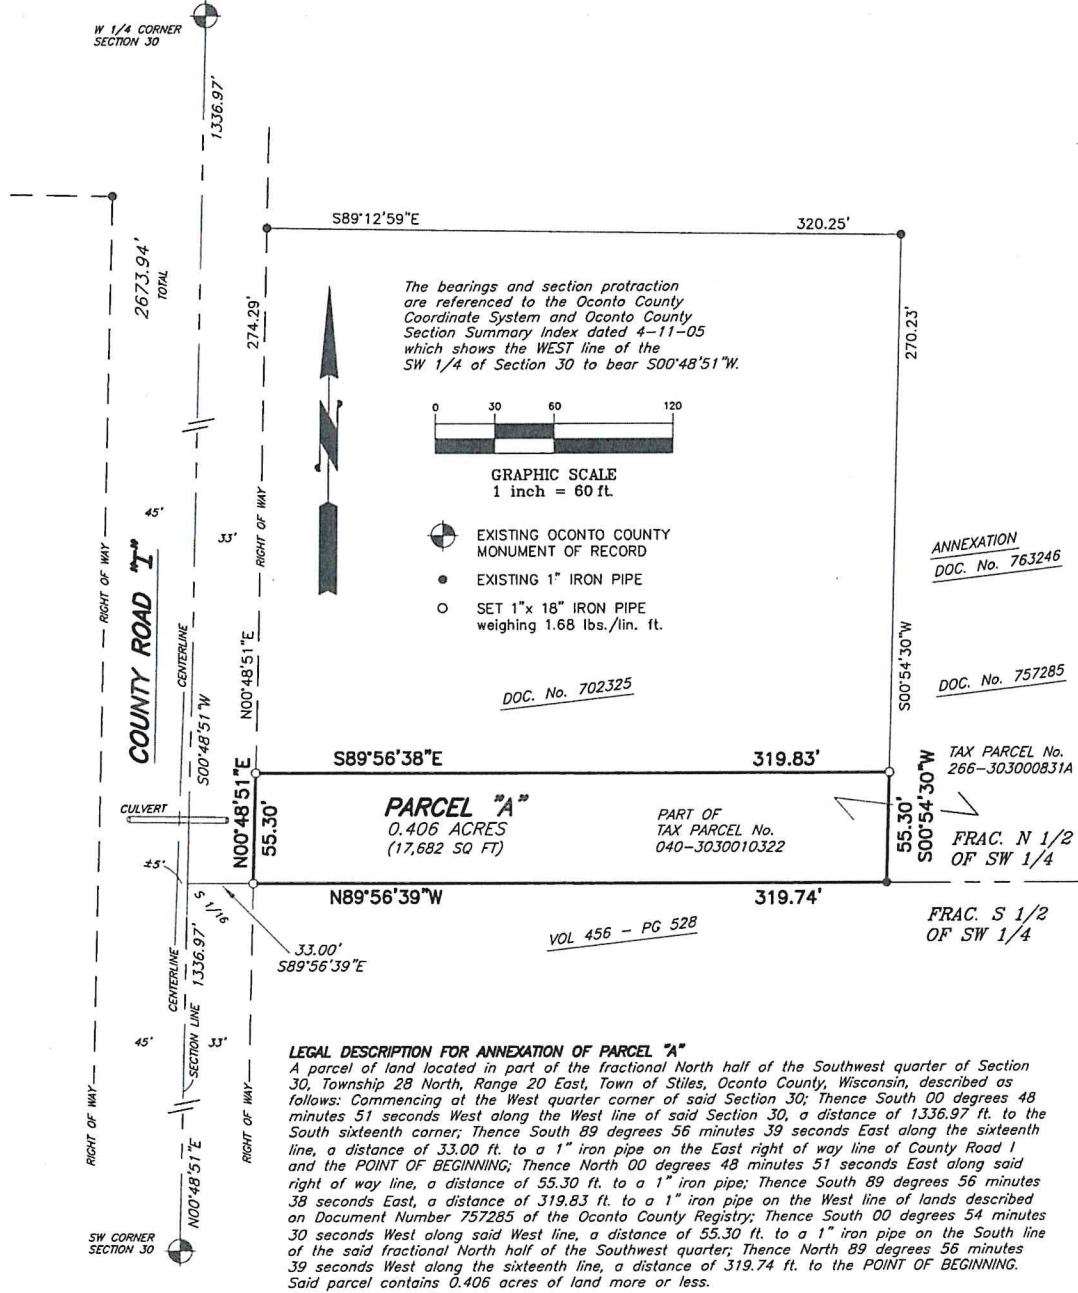 W 1/4 CORNER
SECTION 30
1336.97'
2673.94'
TOTAL
S89°12'59"E
320.25'
274.29'
270.23'
The bearings and section protraction
are referenced to the Oconto County
Coordinate System and Oconto County
Section Summary Index dated 4-11-05
which shows the WEST line of the
SW 1/4 of Section 30 to bear S00°48'51"W.
0 30 60 120
GRAPHIC SCALE
1 inch = 60 ft.
EXISTING OCONTO COUNTY
MONUMENT OF RECORD
EXISTING 1" IRON PIPE
SET 1"x 18" IRON PIPE
weighing 1.68 lbs./lin. ft.
N
45'
33'
RIGHT OF WAY
RIGHT OF WAY
COUNTY ROAD "I"
CENTERLINE
S00°48'51"W
N00°48'51"E
ANNEXATION
DOC. No. 763246
DOC. No. 702325
S00°54'30"W
DOC. No. 757285
S89°56'38"E
319.83'
TAX PARCEL No.
266-303000831A
CULVERT
N00°48'51"E
55.30'
PARCEL "A"
0.406 ACRES
(17,682 SQ FT)
PART OF
TAX PARCEL No.
040-3030010322
55.30'
S00°54'30"W
FRAC. N 1/2
OF SW 1/4
±5'
S 1/16
N89°56'39"W
319.74'
FRAC. S 1/2
OF SW 1/4
VOL 456 - PG 528
33.00'
S89°56'39"E
CENTERLINE
1336.97'
SECTION LINE
45'
33'
RIGHT OF WAY
RIGHT OF WAY
N00°48'51"E
SW CORNER
SECTION 30
LEGAL DESCRIPTION FOR ANNEXATION OF PARCEL "A"
A parcel of land located in part of the fractional North half of the Southwest quarter of Section
30, Township 28 North, Range 20 East, Town of Stiles, Oconto County, Wisconsin, described as
follows: Commencing at the West quarter corner of said Section 30; Thence South 00 degrees 48
minutes 51 seconds West along the West line of said Section 30, a distance of 1336.97 ft. to the
South sixteenth corner; Thence South 89 degrees 56 minutes 39 seconds East along the sixteenth
line, a distance of 33.00 ft. to a 1" iron pipe on the East right of way line of County Road I
and the POINT OF BEGINNING; Thence North 00 degrees 48 minutes 51 seconds East along said
right of way line, a distance of 55.30 ft. to a 1" iron pipe; Thence South 89 degrees 56 minutes
38 seconds East, a distance of 319.83 ft. to a 1" iron pipe on the West line of lands described
on Document Number 757285 of the Oconto County Registry; Thence South 00 degrees 54 minutes
30 seconds West along said West line, a distance of 55.30 ft. to a 1" iron pipe on the South line
of the said fractional North half of the Southwest quarter; Thence North 89 degrees 56 minutes
39 seconds West along the sixteenth line, a distance of 319.74 ft. to the POINT OF BEGINNING.
Said parcel contains 0.406 acres of land more or less.